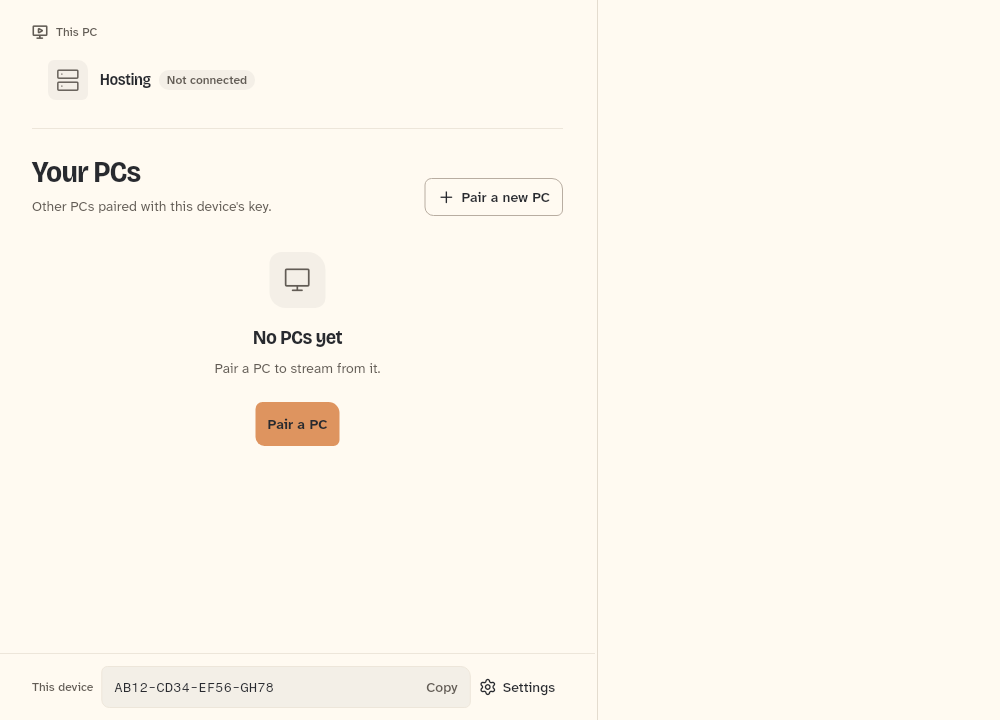 This PC
Hosting Not connected
Your PCs
Other PCs paired with this device's key.
Pair a new PC
No PCs yet
Pair a PC to stream from it.
Pair a PC
This device AB12-CD34-EF56-GH78 Copy Settings